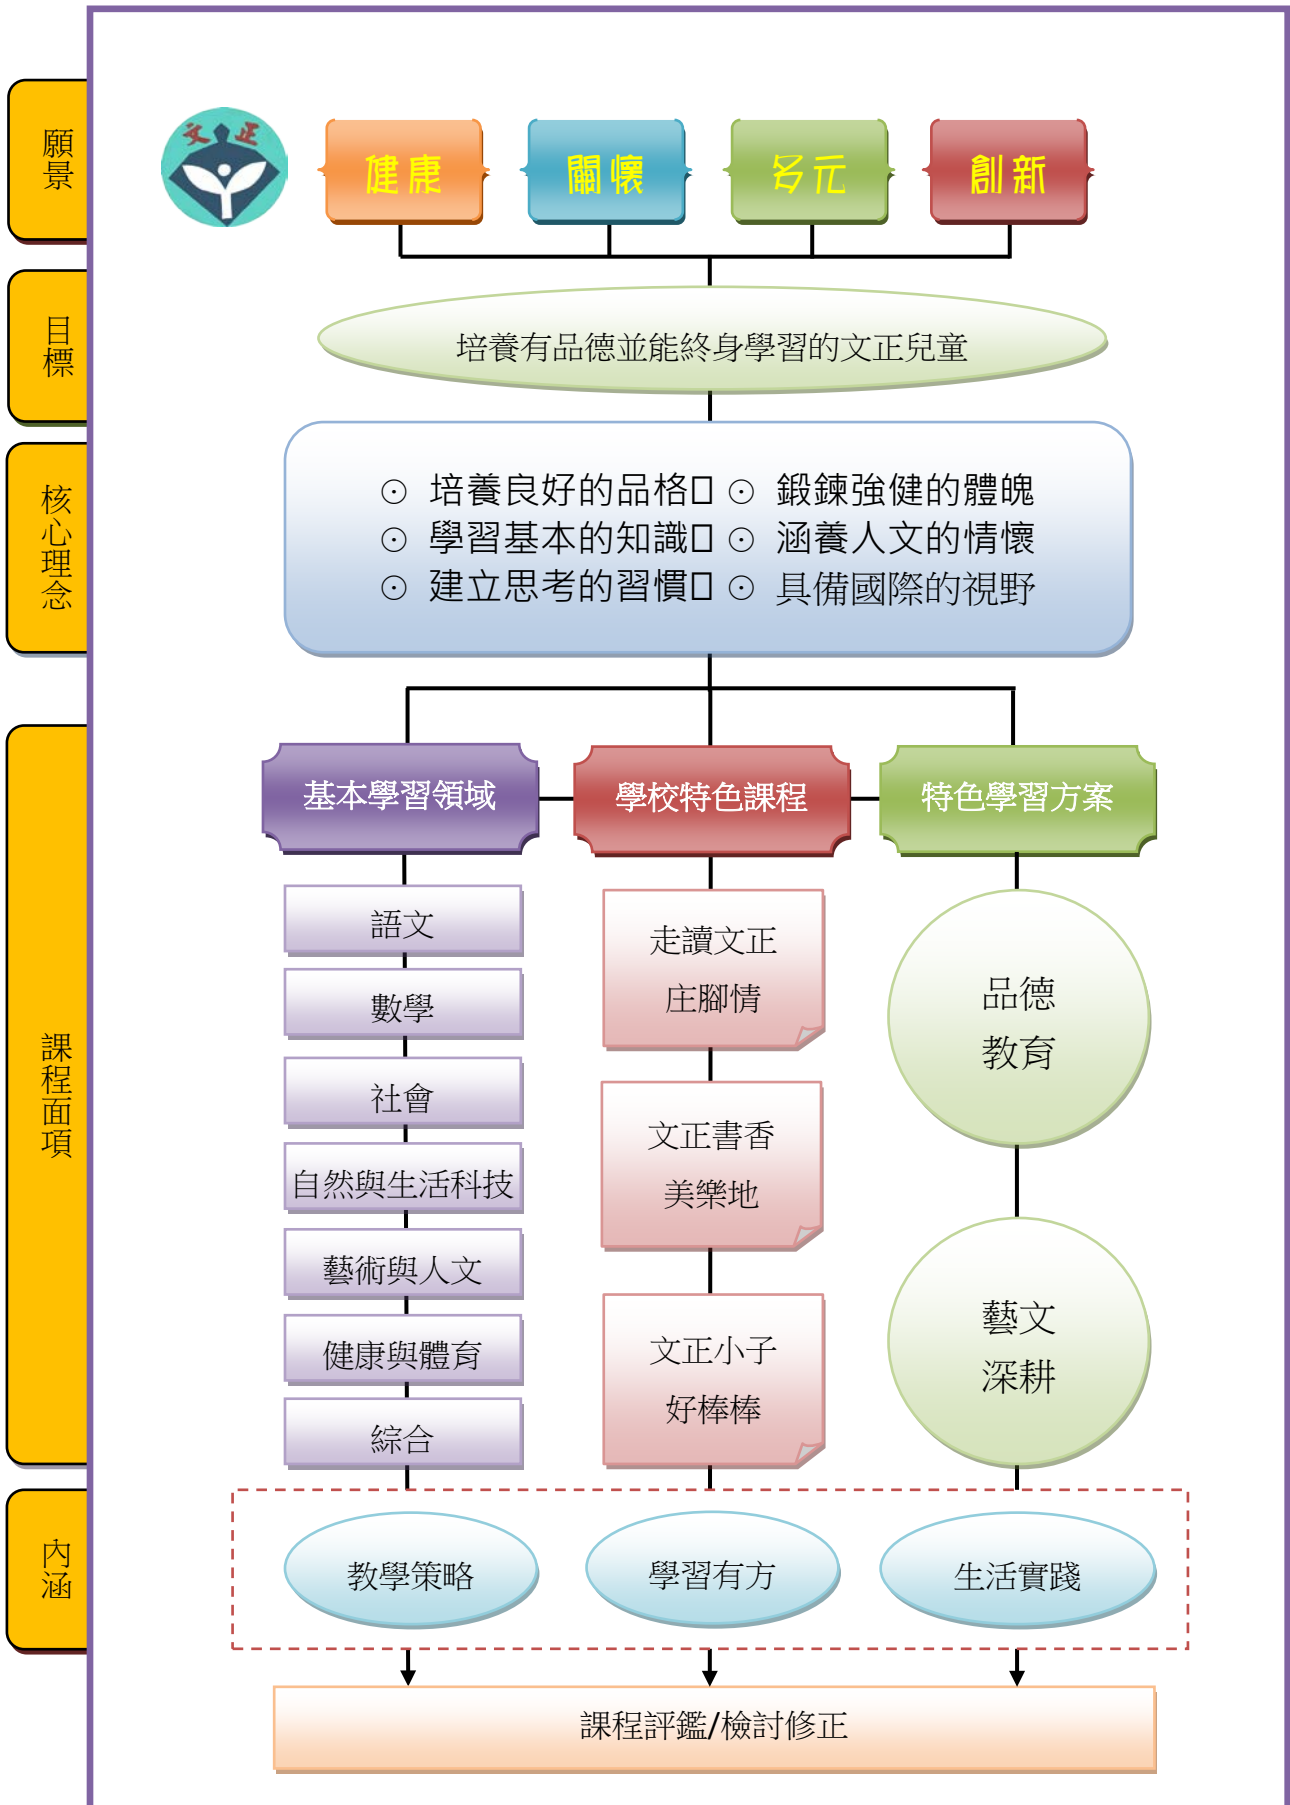 願景
文正
健康
關懷
多元
創新
目標
培養有品德並能終身學習的文正兒童
核心理念
⊙ 培養良好的品格 ⊙ 鍛鍊強健的體魄
⊙ 學習基本的知識 ⊙ 涵養人文的情懷
⊙ 建立思考的習慣 ⊙ 具備國際的視野
課程面項
基本學習領域
學校特色課程
特色學習方案
語文
數學
社會
自然與生活科技
藝術與人文
健康與體育
綜合
走讀文正
庄腳情
文正書香
美樂地
文正小子
好棒棒
品德
教育
藝文
深耕
內涵
教學策略
學習有方
生活實踐
課程評鑑/檢討修正